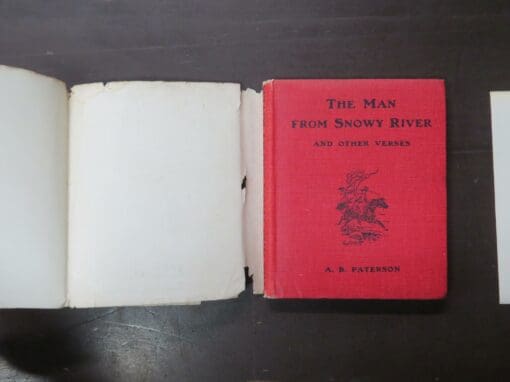 THE MAN
FROM SNOWY RIVER
AND OTHER VERSES
A. B. PATERSON